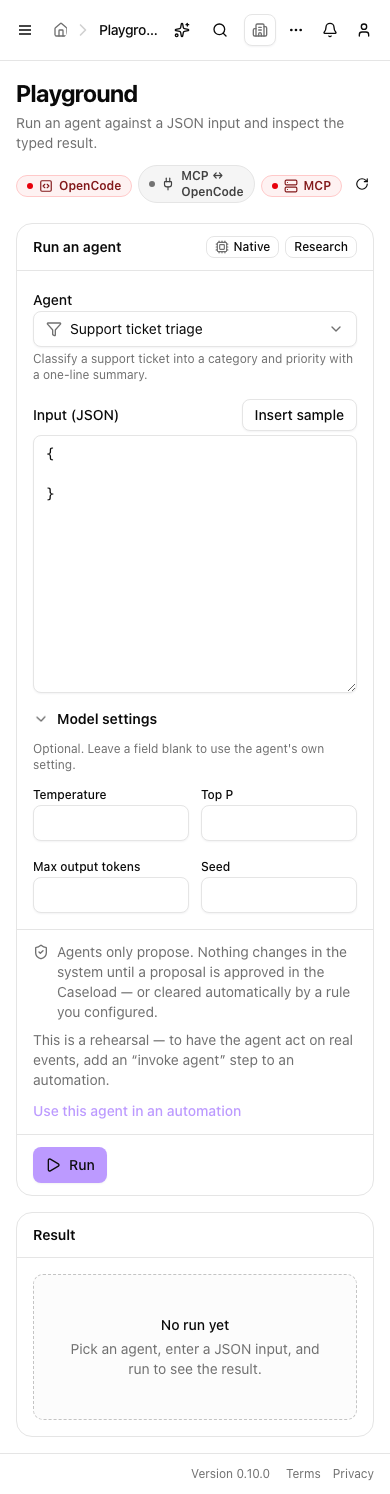 Playgro...
Playground
Run an agent against a JSON input and inspect the
typed result.
OpenCode
MCP ↔
OpenCode
MCP
Run an agent
Native
Research
Agent
Support ticket triage
Classify a support ticket into a category and priority with
a one-line summary.
Input (JSON)
Insert sample
{
}
Model settings
Optional. Leave a field blank to use the agent's own
setting.
Temperature
Top P
Max output tokens
Seed
Agents only propose. Nothing changes in the
system until a proposal is approved in the
Caseload — or cleared automatically by a rule
you configured.
This is a rehearsal — to have the agent act on real
events, add an “invoke agent” step to an
automation.
Use this agent in an automation
Run
Result
No run yet
Pick an agent, enter a JSON input, and
run to see the result.
Version 0.10.0
Terms
Privacy